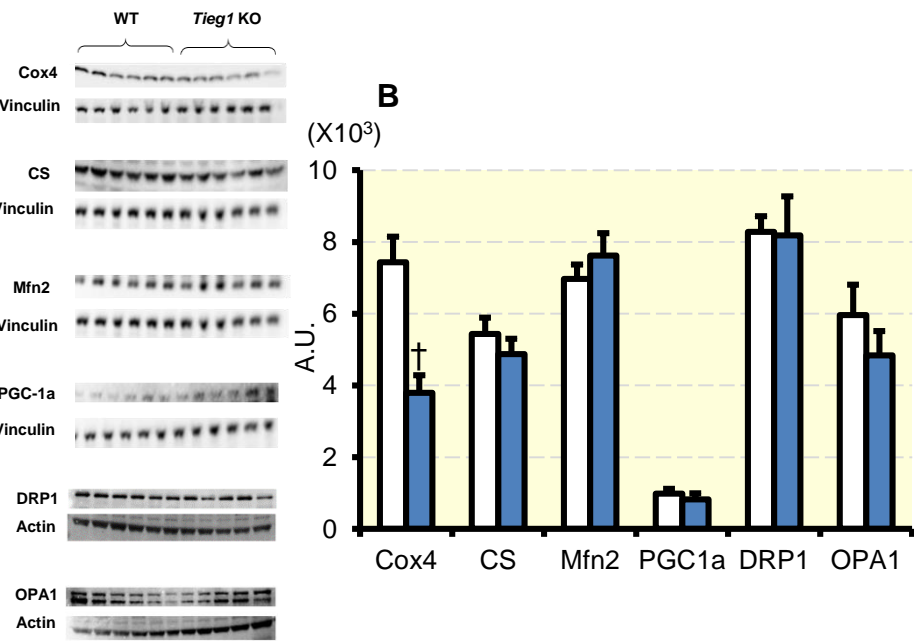 WT
Tieg1 KO
Cox4
Vinculin
CS
Vinculin
Mfn2
Vinculin
PGC-1a
Vinculin
DRP1
Actin
OPA1
Actin
B
(X10³)
A.U.
10
8
6
4
2
0
†
Cox4 CS Mfn2 PGC1a DRP1 OPA1